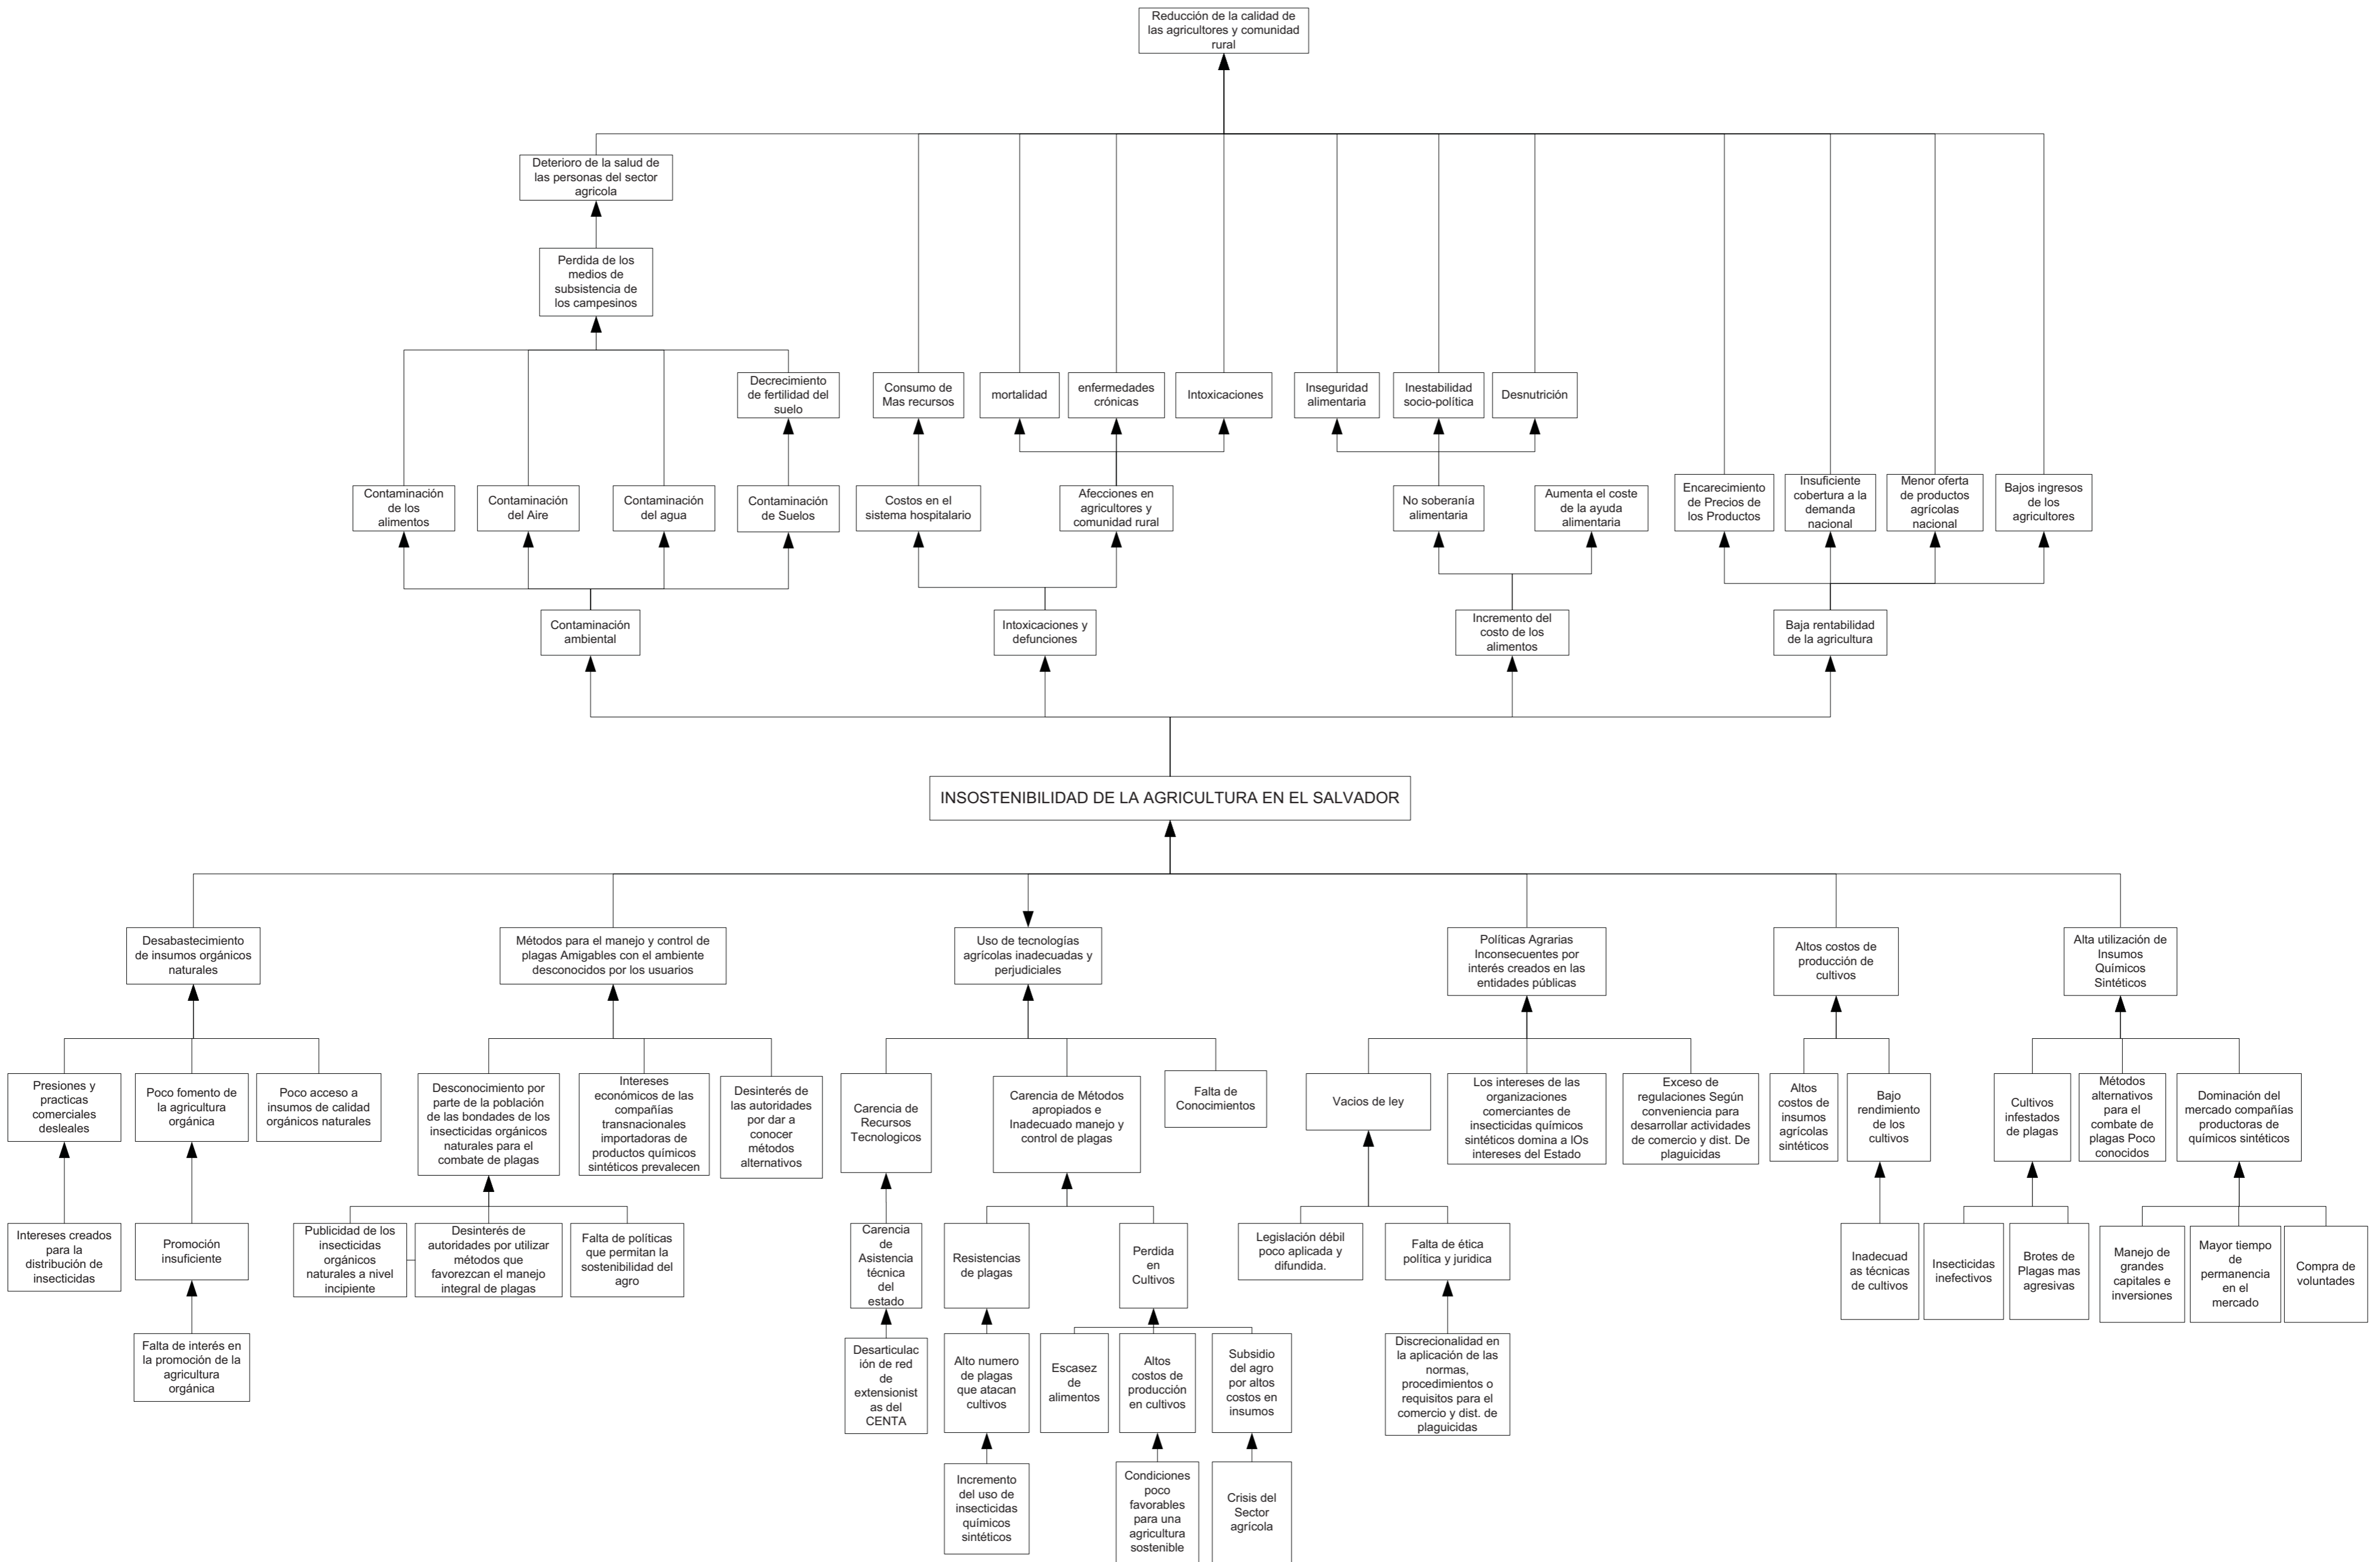 Reducción de la calidad de
las agricultores y comunidad
rural
Deterioro de la salud de
las personas del sector
agricola
Perdida de los
medios de
subsistencia de
los campesinos
Decrecimiento
de fertilidad del
suelo
Consumo de
Mas recursos
mortalidad
enfermedades
crónicas
Intoxicaciones
Inseguridad
alimentaria
Inestabilidad
socio-política
Desnutrición
Contaminación
de los
alimentos
Contaminación
del Aire
Contaminación
del agua
Contaminación
de Suelos
Costos en el
sistema hospitalario
Afecciones en
agricultores y
comunidad rural
No soberanía
alimentaria
Aumenta el coste
de la ayuda
alimentaria
Encarecimiento
de Precios de
los Productos
Insuficiente
cobertura a la
demanda
nacional
Menor oferta
de productos
agrícolas
nacional
Bajos ingresos
de los
agricultores
Contaminación
ambiental
Intoxicaciones y
defunciones
Incremento del
costo de los
alimentos
Baja rentabilidad
de la agricultura
INSOSTENIBILIDAD DE LA AGRICULTURA EN EL SALVADOR
Desabastecimiento
de insumos orgánicos
naturales
Métodos para el manejo y control de
plagas Amigables con el ambiente
desconocidos por los usuarios
Uso de tecnologías
agrícolas inadecuadas y
perjudiciales
Políticas Agrarias
Inconsecuentes por
interés creados en las
entidades públicas
Altos costos de
producción de
cultivos
Alta utilización de
Insumos
Químicos
Sintéticos
Presiones y
practicas
comerciales
desleales
Poco fomento de
la agricultura
orgánica
Poco acceso a
insumos de calidad
orgánicos naturales
Desconocimiento por
parte de la población
de las bondades de los
insecticidas orgánicos
naturales para el
combate de plagas
Intereses
económicos de las
compañías
transnacionales
importadoras de
productos químicos
sintéticos prevalecen
Desinterés de
las autoridades
por dar a
conocer
métodos
alternativos
Carencia de
Recursos
Tecnologicos
Carencia de Métodos
apropiados e
Inadecuado manejo y
control de plagas
Falta de
Conocimientos
Vacios de ley
Los intereses de las
organizaciones
comerciantes de
insecticidas químicos
sintéticos domina a lOs
intereses del Estado
Exceso de
regulaciones Según
conveniencia para
desarrollar actividades
de comercio y dist. De
plaguicidas
Altos
costos de
insumos
agrícolas
sintéticos
Bajo
rendimiento
de los
cultivos
Cultivos
infestados
de plagas
Métodos
alternativos
para el
combate de
plagas Poco
conocidos
Dominación del
mercado compañías
productoras de
químicos sintéticos
Intereses creados
para la
distribución de
insecticidas
Promoción
insuficiente
Publicidad de los
insecticidas
orgánicos
naturales a nivel
incipiente
Desinterés de
autoridades por utilizar
métodos que
favorezcan el manejo
integral de plagas
Falta de políticas
que permitan la
sostenibilidad del
agro
Carencia
de
Asistencia
técnica
del
estado
Resistencias
de plagas
Perdida
en
Cultivos
Legislación débil
poco aplicada y
difundida.
Falta de ética
política y juridica
Inadecuad
as técnicas
de cultivos
Insecticidas
inefectivos
Brotes de
Plagas mas
agresivas
Manejo de
grandes
capitales e
inversiones
Mayor tiempo
de
permanencia
en el
mercado
Compra de
voluntades
Falta de interés en
la promoción de la
agricultura
orgánica
Desarticulac
ión de red
de
extensionist
as del
CENTA
Alto numero
de plagas
que atacan
cultivos
Escasez
de
alimentos
Altos
costos de
producción
en cultivos
Subsidio
del agro
por altos
costos en
insumos
Discrecionalidad en
la aplicación de las
normas,
procedimientos o
requisitos para el
comercio y dist. de
plaguicidas
Incremento
del uso de
insecticidas
químicos
sintéticos
Condiciones
poco
favorables
para una
agricultura
sostenible
Crisis del
Sector
agrícola